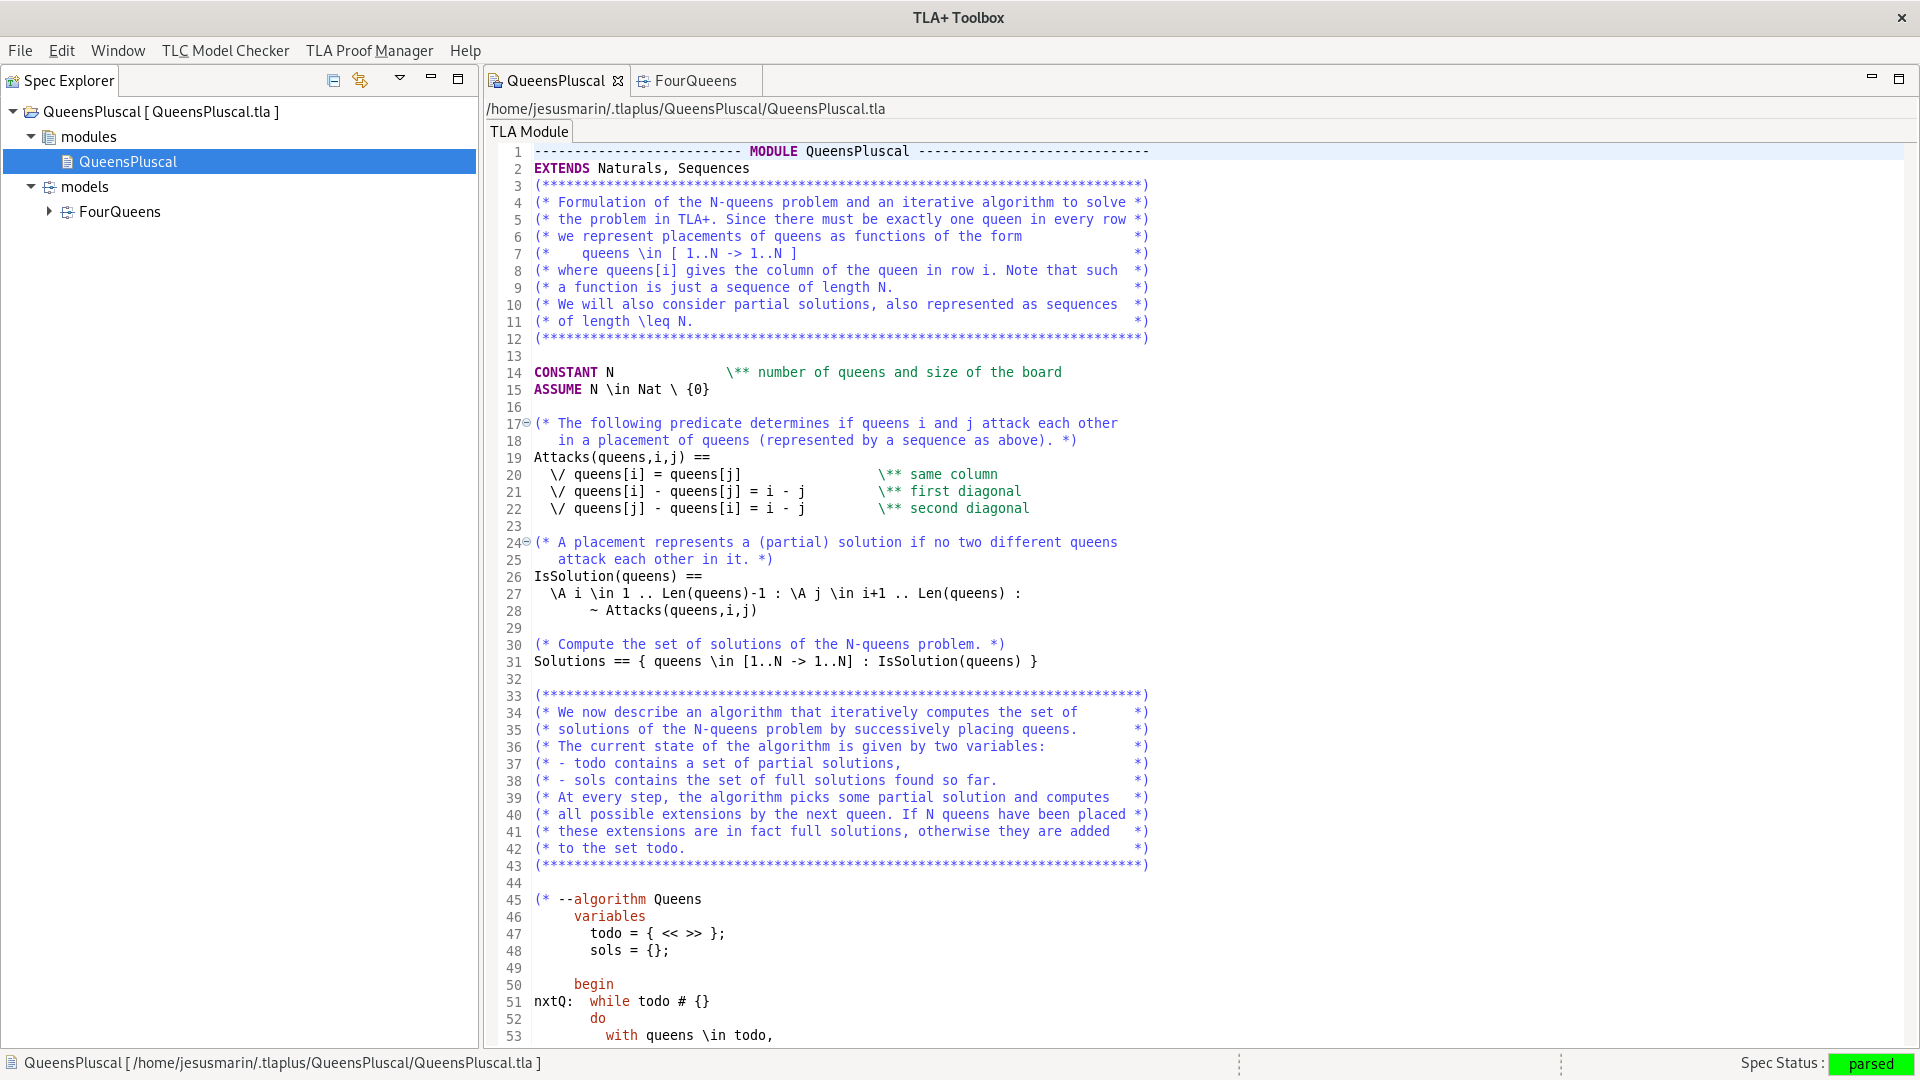 TLA+ Toolbox
File Edit Window TLC Model Checker TLA Proof Manager Help
Spec Explorer
QueensPluscal [ QueensPluscal.tla ]
modules
QueensPluscal
models
FourQueens
QueensPluscal FourQueens
/home/jesusmarin/.tlaplus/QueensPluscal/QueensPluscal.tla
TLA Module
1 -------------------------- MODULE QueensPluscal -----------------------------
2 EXTENDS Naturals, Sequences
3 (***************************************************************************)
4 (* Formulation of the N-queens problem and an iterative algorithm to solve *)
5 (* the problem in TLA+. Since there must be exactly one queen in every row *)
6 (* we represent placements of queens as functions of the form              *)
7 (*    queens \in [ 1..N -> 1..N ]                                          *)
8 (* where queens[i] gives the column of the queen in row i. Note that such  *)
9 (* a function is just a sequence of length N.                              *)
10 (* We will also consider partial solutions, also represented as sequences  *)
11 (* of length \leq N.                                                       *)
12 (***************************************************************************)
13
14 CONSTANT N              \** number of queens and size of the board
15 ASSUME N \in Nat \ {0}
16
17 (* The following predicate determines if queens i and j attack each other
18    in a placement of queens (represented by a sequence as above). *)
19 Attacks(queens,i,j) ==
20   \/ queens[i] = queens[j]                 \** same column
21   \/ queens[i] - queens[j] = i - j         \** first diagonal
22   \/ queens[j] - queens[i] = i - j         \** second diagonal
23
24 (* A placement represents a (partial) solution if no two different queens
25    attack each other in it. *)
26 IsSolution(queens) ==
27   \A i \in 1 .. Len(queens)-1 : \A j \in i+1 .. Len(queens) :
28        ~ Attacks(queens,i,j)
29
30 (* Compute the set of solutions of the N-queens problem. *)
31 Solutions == { queens \in [1..N -> 1..N] : IsSolution(queens) }
32
33 (***************************************************************************)
34 (* We now describe an algorithm that iteratively computes the set of       *)
35 (* solutions of the N-queens problem by successively placing queens.       *)
36 (* The current state of the algorithm is given by two variables:           *)
37 (* - todo contains a set of partial solutions,                             *)
38 (* - sols contains the set of full solutions found so far.                 *)
39 (* At every step, the algorithm picks some partial solution and computes   *)
40 (* all possible extensions by the next queen. If N queens have been placed *)
41 (* these extensions are in fact full solutions, otherwise they are added   *)
42 (* to the set todo.                                                        *)
43 (***************************************************************************)
44
45 (* --algorithm Queens
46      variables
47        todo = { << >> };
48        sols = {};
49
50      begin
51 nxtQ:  while todo # {}
52        do
53          with queens \in todo,
QueensPluscal [ /home/jesusmarin/.tlaplus/QueensPluscal/QueensPluscal.tla ] Spec Status : parsed